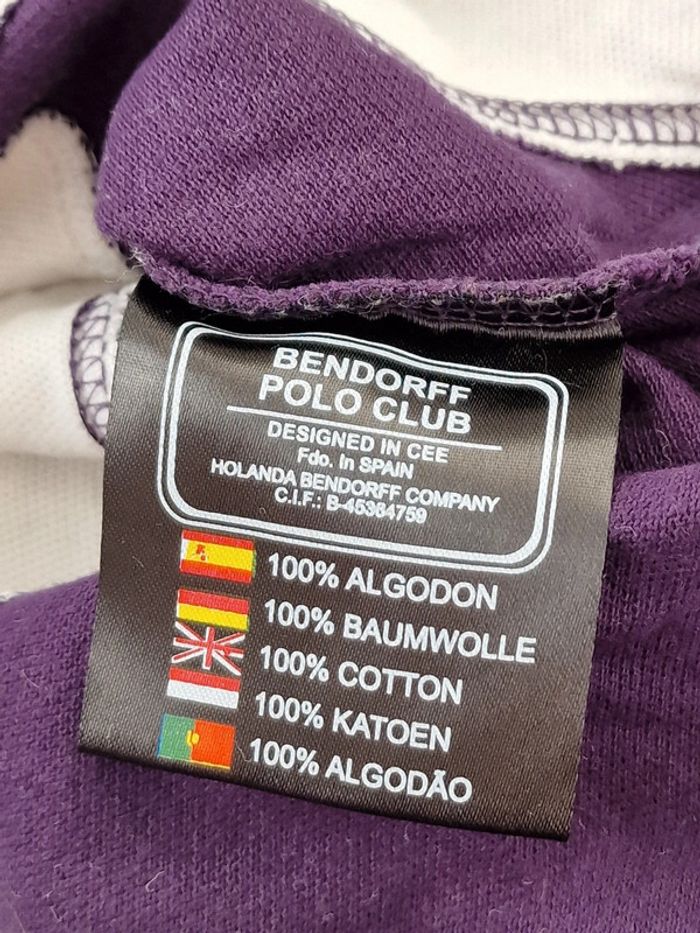 BENDORFF
POLO CLUB
DESIGNED IN CEE
Fdo. In SPAIN
HOLANDA BENDORFF COMPANY
C.I.F.: B-45384759
100% ALGODON
100% BAUMWOLLE
100% COTTON
100% KATOEN
100% ALGODÃO